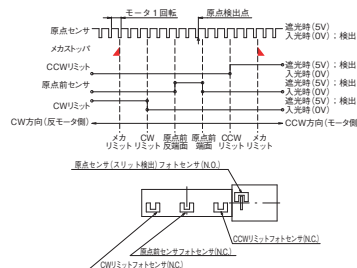 モータ1回転 原点検出点
原点センサ 遮光時(5V)
入光時(0V):検出
メカストッパ
CCWリミット 遮光時(5V):検出
入光時(0V)
原点前センサ 遮光時(5V):検出
入光時(0V)
CWリミット 遮光時(5V):検出
入光時(0V)
CW方向(反モータ側) CCW方向(モータ側)
メカ CW 原点前 原点前 CCW メカ
リミット リミット 反端面 端面 リミット リミット
原点センサ(スリット検出)フォトセンサ(N.O.)
CCWリミットフォトセンサ(N.C.)
原点前センサフォトセンサ(N.C.)
CWリミットフォトセンサ(N.C.)